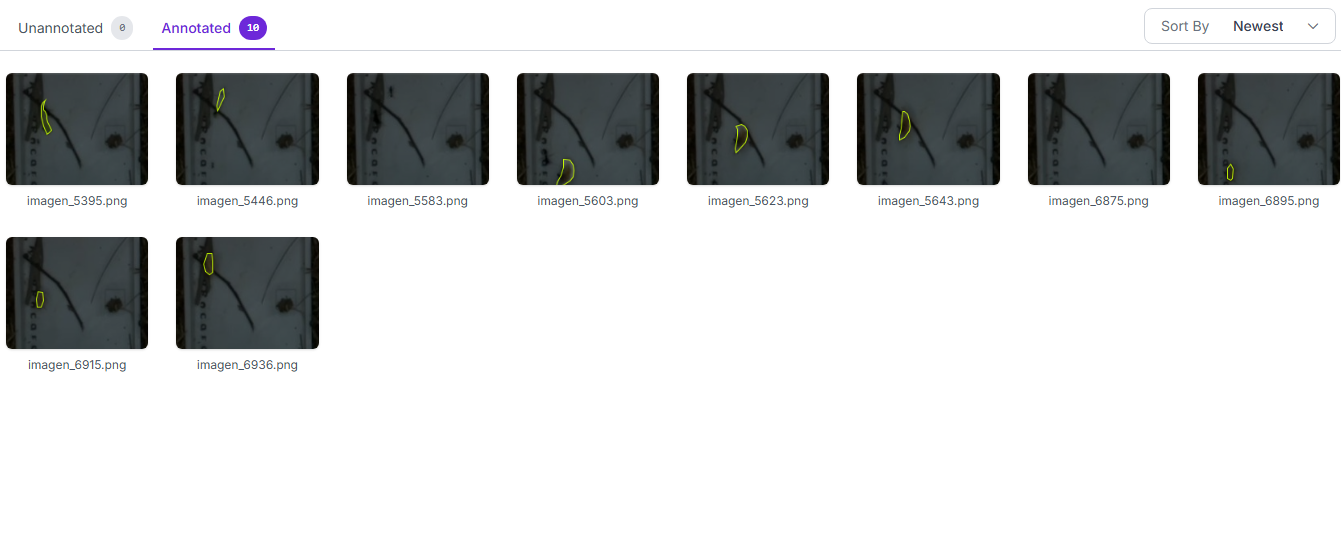 Unannotated 0 Annotated 10 Sort By Newest
imagen_5395.png imagen_5446.png imagen_5583.png imagen_5603.png imagen_5623.png imagen_5643.png imagen_6875.png imagen_6895.png
imagen_6915.png imagen_6936.png